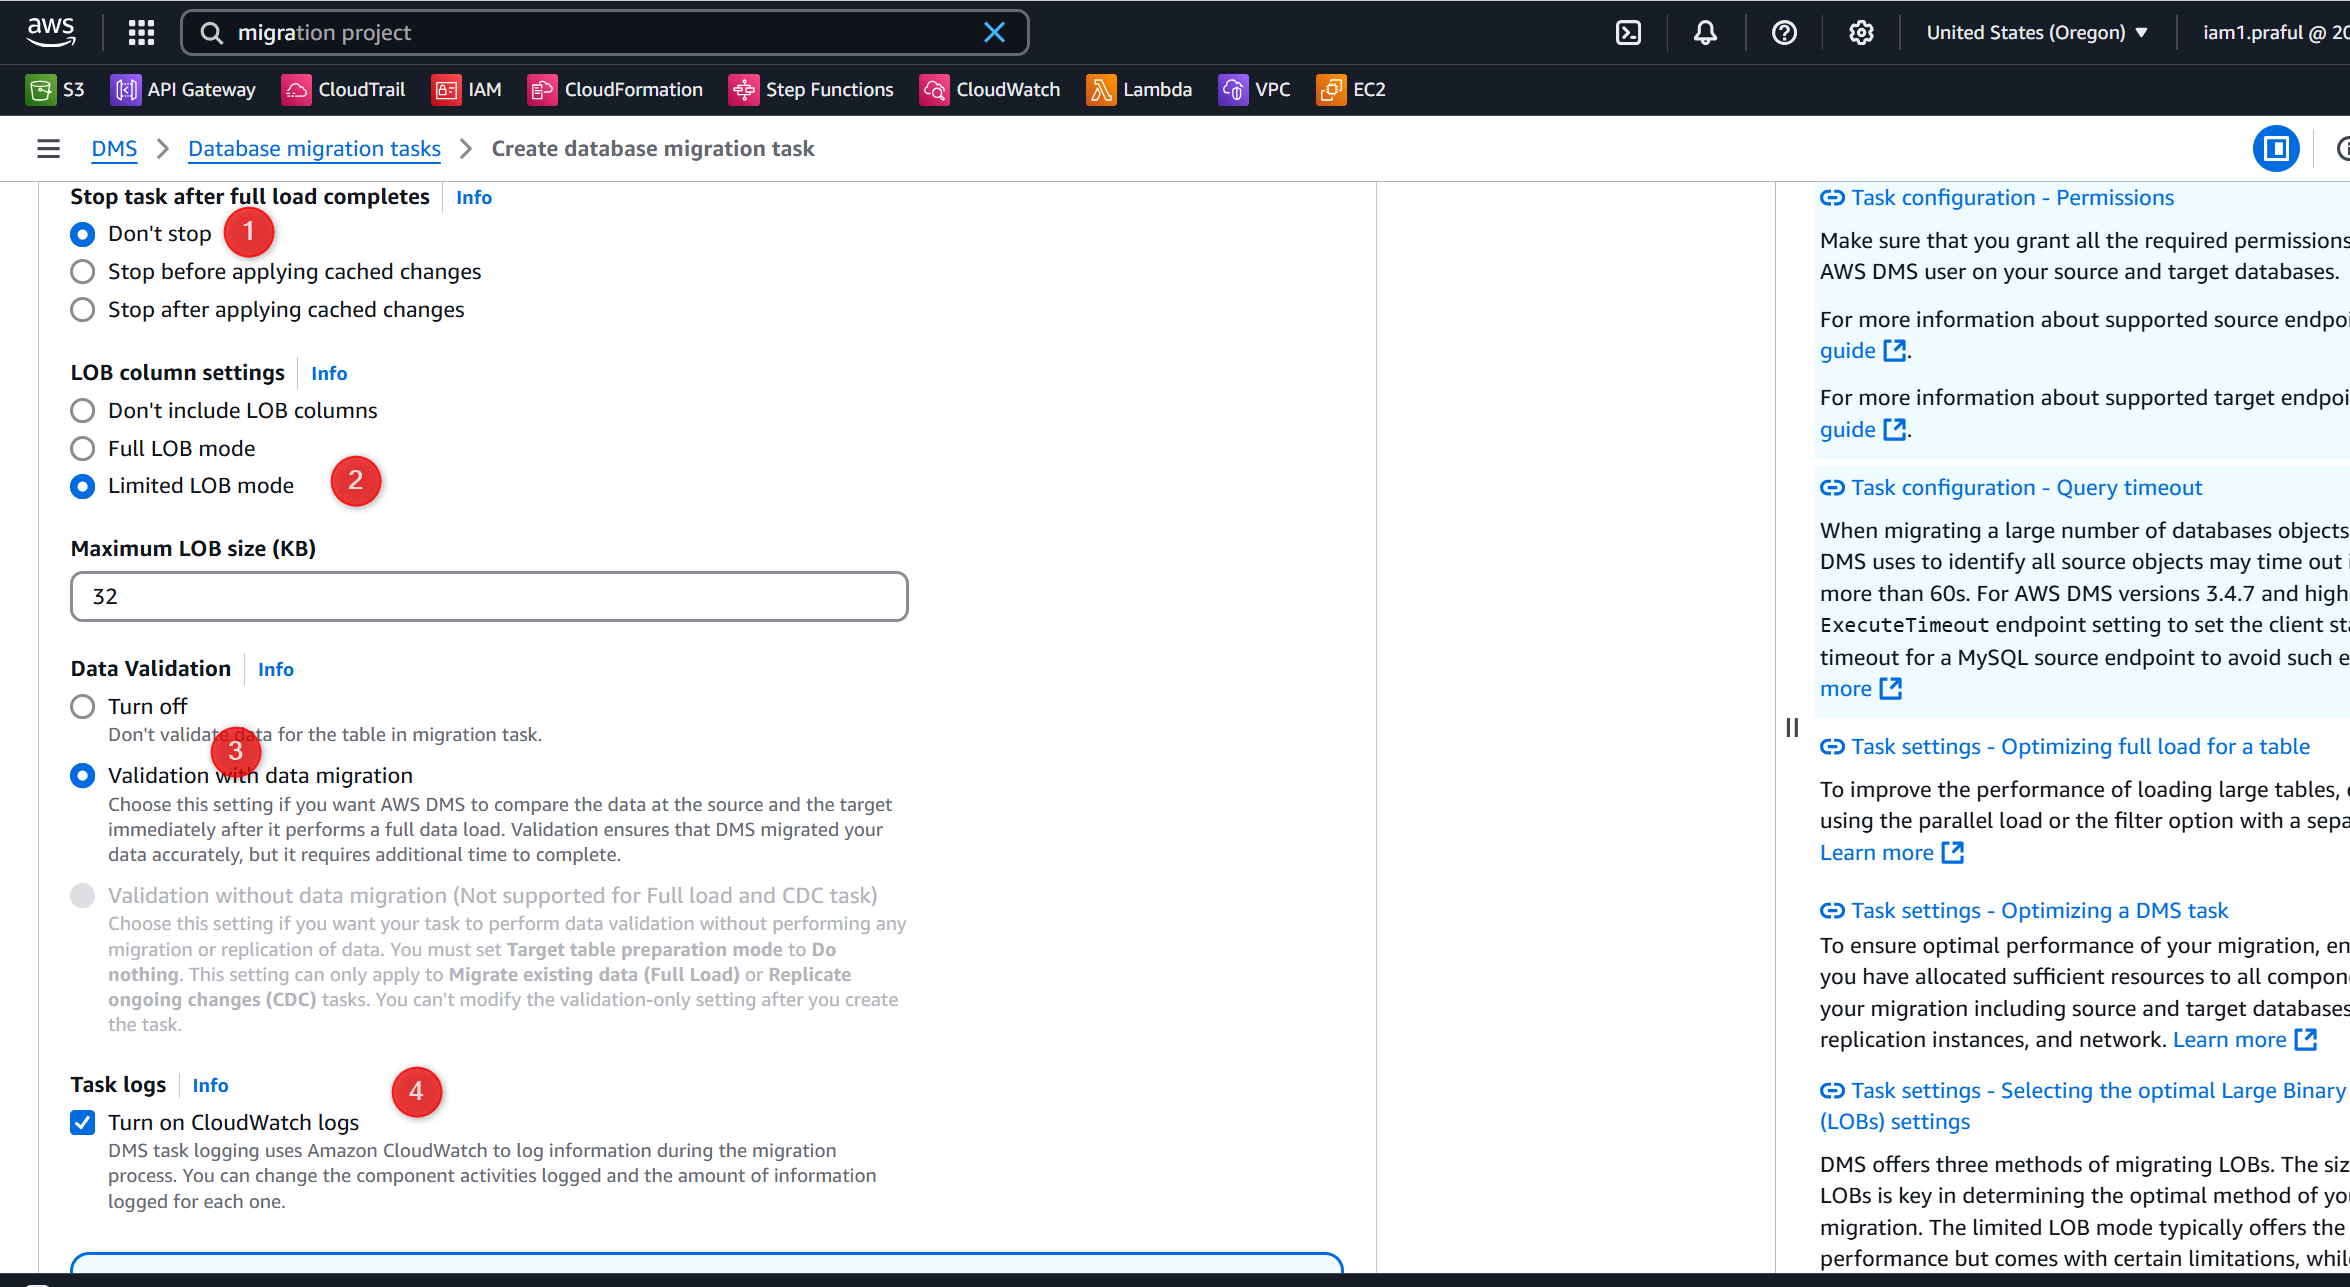 aws
migration project
United States (Oregon) ▼
iam1.praful @ 20
S3
API Gateway
CloudTrail
IAM
CloudFormation
Step Functions
CloudWatch
Lambda
VPC
EC2
DMS
Database migration tasks
Create database migration task
Stop task after full load completes
Info
Don't stop
1
Stop before applying cached changes
Stop after applying cached changes
LOB column settings
Info
Don't include LOB columns
Full LOB mode
Limited LOB mode
2
Maximum LOB size (KB)
32
Data Validation
Info
Turn off
Don't validate data for the table in migration task.
3
Validation with data migration
Choose this setting if you want AWS DMS to compare the data at the source and the target
immediately after it performs a full data load. Validation ensures that DMS migrated your
data accurately, but it requires additional time to complete.
Validation without data migration (Not supported for Full load and CDC task)
Choose this setting if you want your task to perform data validation without performing any
migration or replication of data. You must set Target table preparation mode to Do
nothing. This setting can only apply to Migrate existing data (Full Load) or Replicate
ongoing changes (CDC) tasks. You can't modify the validation-only setting after you create
the task.
Task logs
Info
4
Turn on CloudWatch logs
DMS task logging uses Amazon CloudWatch to log information during the migration
process. You can change the component activities logged and the amount of information
logged for each one.
Task configuration - Permissions
Make sure that you grant all the required permissions
AWS DMS user on your source and target databases.
For more information about supported source endpoi
guide.
For more information about supported target endpoi
guide.
Task configuration - Query timeout
When migrating a large number of databases objects
DMS uses to identify all source objects may time out i
more than 60s. For AWS DMS versions 3.4.7 and high
ExecuteTimeout endpoint setting to set the client st
timeout for a MySQL source endpoint to avoid such e
more
Task settings - Optimizing full load for a table
To improve the performance of loading large tables,
using the parallel load or the filter option with a sepa
Learn more
Task settings - Optimizing a DMS task
To ensure optimal performance of your migration, en
you have allocated sufficient resources to all compon
your migration including source and target databases
replication instances, and network. Learn more
Task settings - Selecting the optimal Large Binary
(LOBs) settings
DMS offers three methods of migrating LOBs. The siz
LOBs is key in determining the optimal method of yo
migration. The limited LOB mode typically offers the
performance but comes with certain limitations, whil